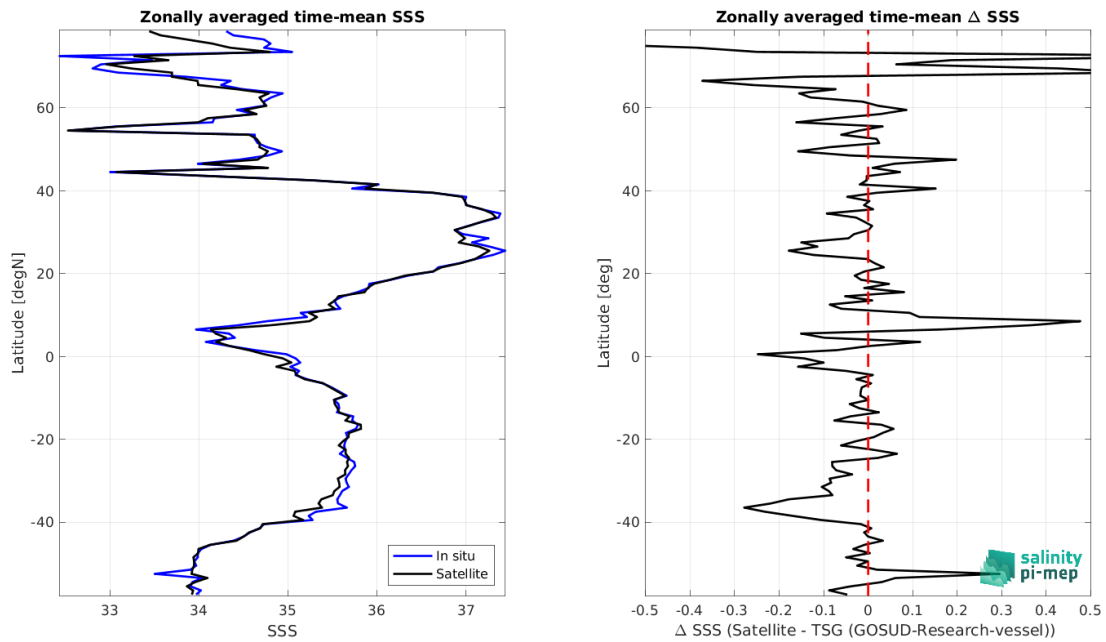 Zonally averaged time-mean SSS
60
40
20
0
-20
-40
Latitude [degN]
33
34
35
36
37
SSS
In situ
Satellite
Zonally averaged time-mean Δ SSS
60
40
20
0
-20
-40
Latitude [deg]
-0.5
-0.4
-0.3
-0.2
-0.1
0
0.1
0.2
0.3
0.4
0.5
Δ SSS (Satellite - TSG (GOSUD-Research-vessel))
salinity
pi-mep